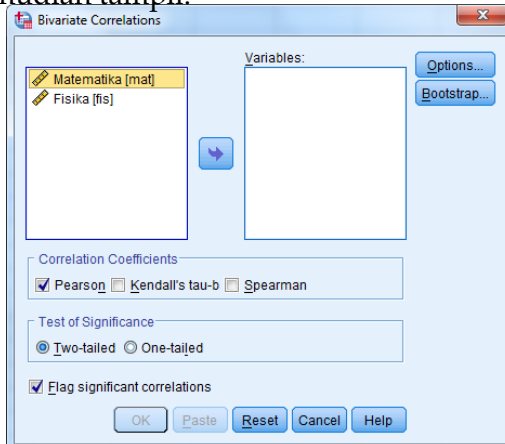 Bivariate Correlations
Variables:
Matematika [mat]
Fisika [fis]
Options...
Bootstrap...
Correlation Coefficients
Pearson Kendall's tau-b Spearman
Test of Significance
Two-tailed One-tailed
Flag significant correlations
OK Paste Reset Cancel Help